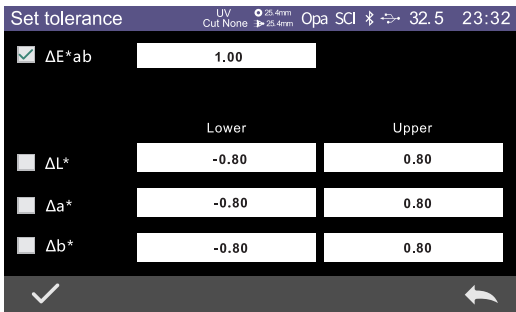 Set tolerance UV Cut None 25.4mm 25.4mm Opa SCI 32.5 23:32
ΔE*ab 1.00
Lower Upper
ΔL* -0.80 0.80
Δa* -0.80 0.80
Δb* -0.80 0.80